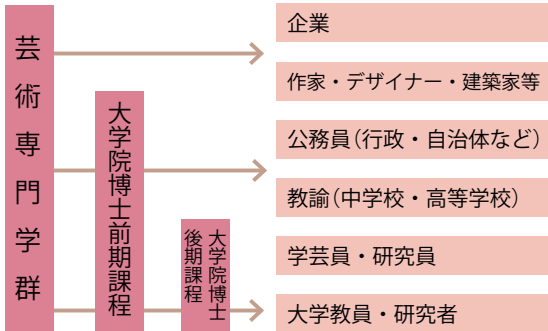 芸術専門学群
大学院博士前期課程
大学院博士
後期課程
企業
作家・デザイナー・建築家等
公務員(行政・自治体など)
教諭(中学校・高等学校)
学芸員・研究員
大学教員・研究者